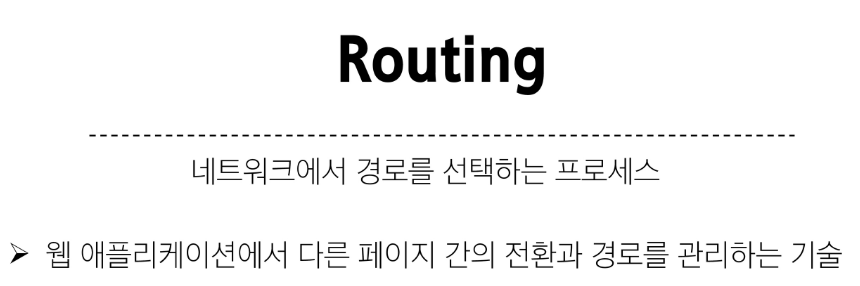 Routing
네트워크에서 경로를 선택하는 프로세스
➢ 웹 애플리케이션에서 다른 페이지 간의 전환과 경로를 관리하는 기술